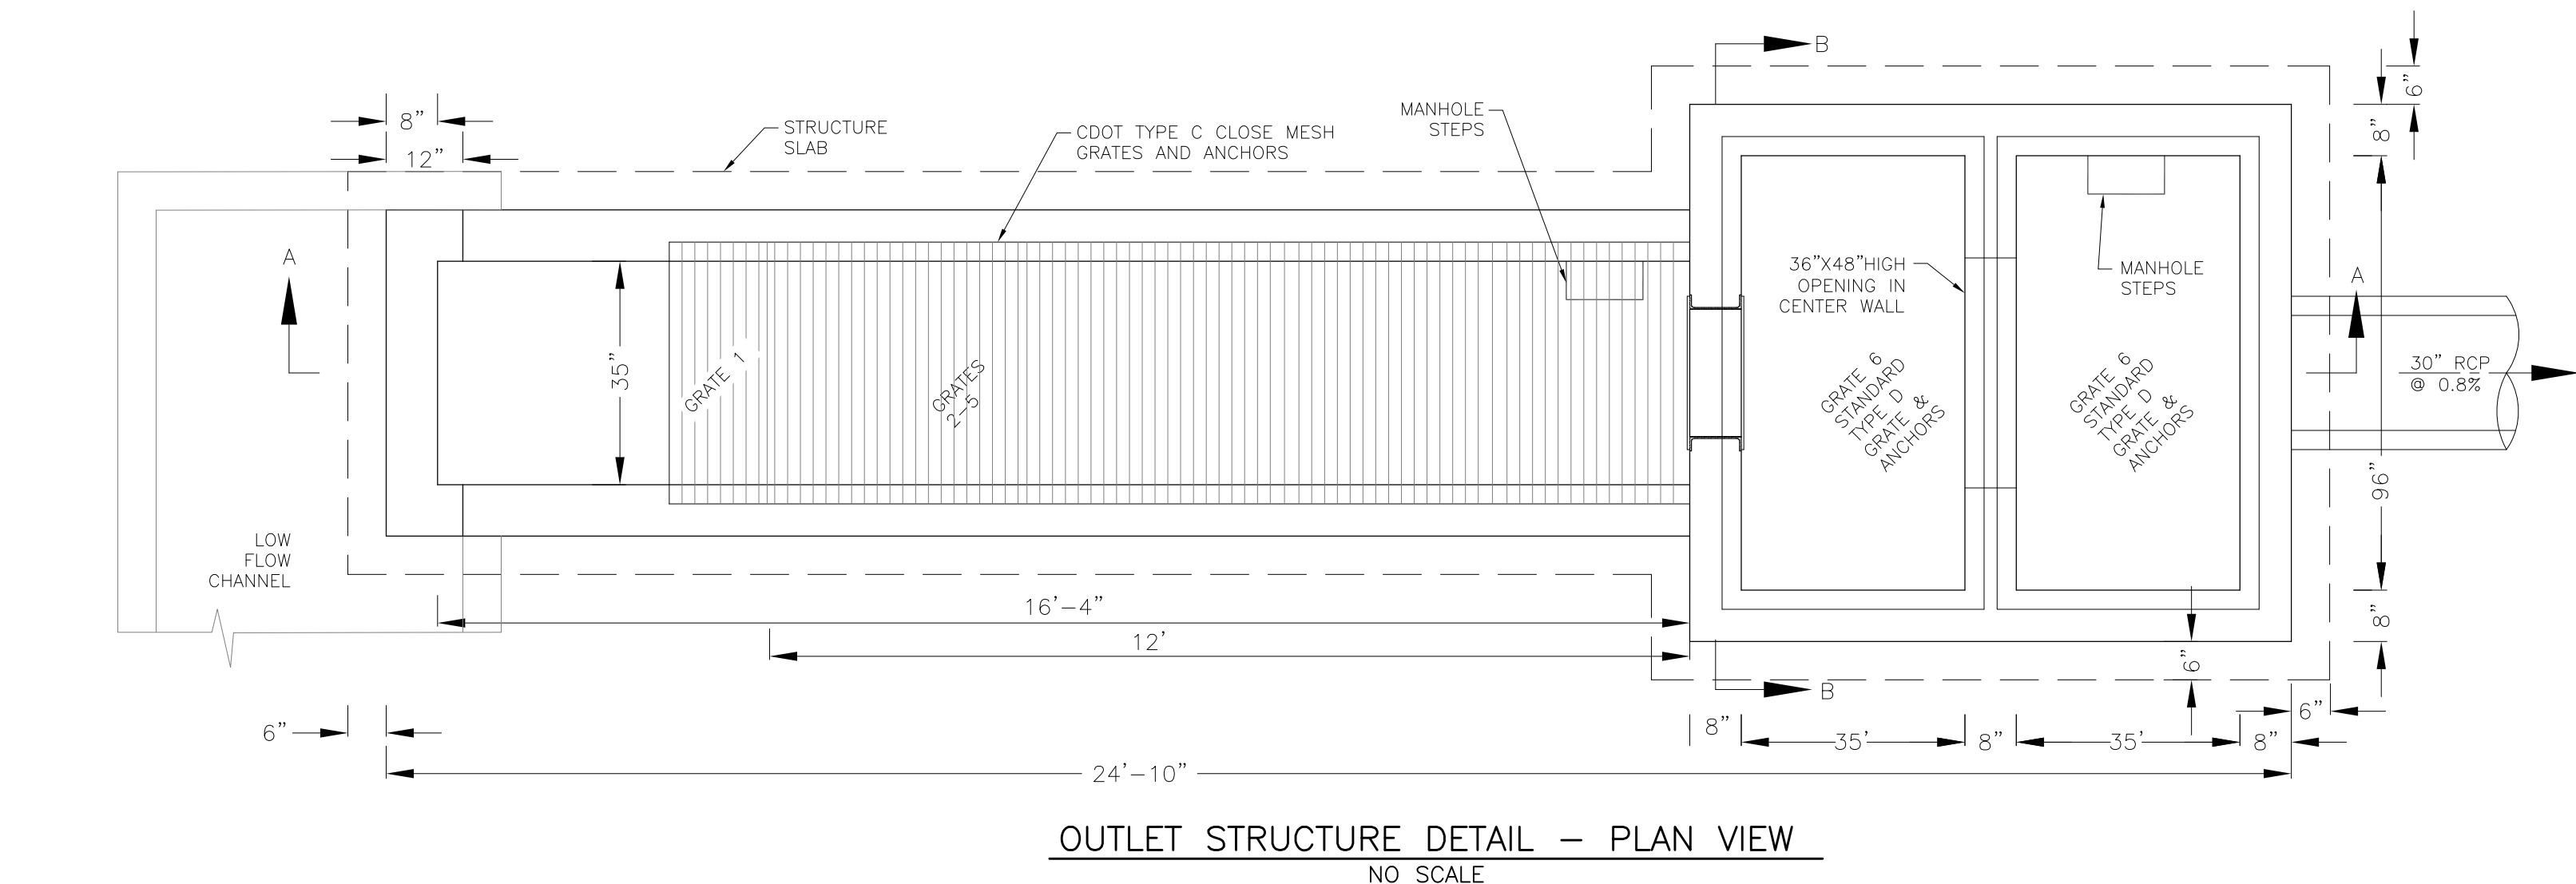 B
6"
8"
8"
12"
STRUCTURE
SLAB
CDOT TYPE C CLOSE MESH
GRATES AND ANCHORS
MANHOLE
STEPS
A
36"X48"HIGH
OPENING IN
CENTER WALL
MANHOLE
STEPS
A
35"
GRATE 1
GRATES
2-5
GRATE 6
STANDARD
TYPE D
GRATE &
ANCHORS
GRATE 6
STANDARD
TYPE D
GRATE &
ANCHORS
30" RCP
@ 0.8%
96"
LOW
FLOW
CHANNEL
16'-4"
12'
8"
6"
B
6"
6"
8"
35'
8"
35'
8"
24'-10"
OUTLET STRUCTURE DETAIL - PLAN VIEW
NO SCALE